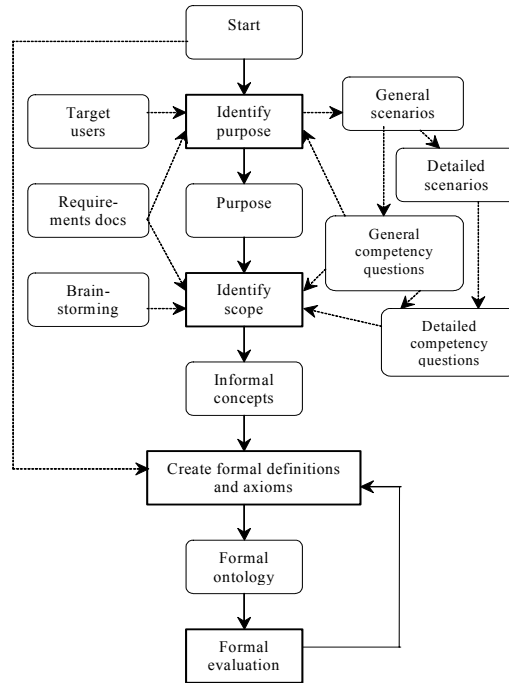 Start
Target
users
Identify
purpose
General
scenarios
Detailed
scenarios
Require-
ments docs
Purpose
General
competency
questions
Brain-
storming
Identify
scope
Detailed
competency
questions
Informal
concepts
Create formal definitions
and axioms
Formal
ontology
Formal
evaluation